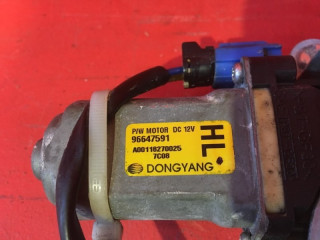 P/W MOTOR DC 12V
96647591
A00118270025
7C08
HL
DONGYANG